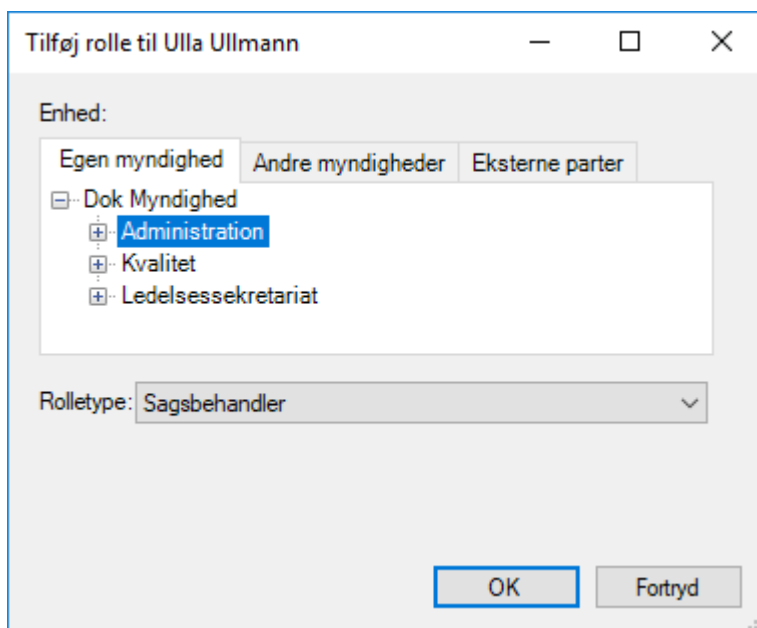 Tilføj rolle til Ulla Ullmann
Enhed:
Egen myndighed Andre myndigheder Eksterne parter
Dok Myndighed
Administration
Kvalitet
Ledelsessekretariat
Rolletype: Sagsbehandler
OK Fortryd